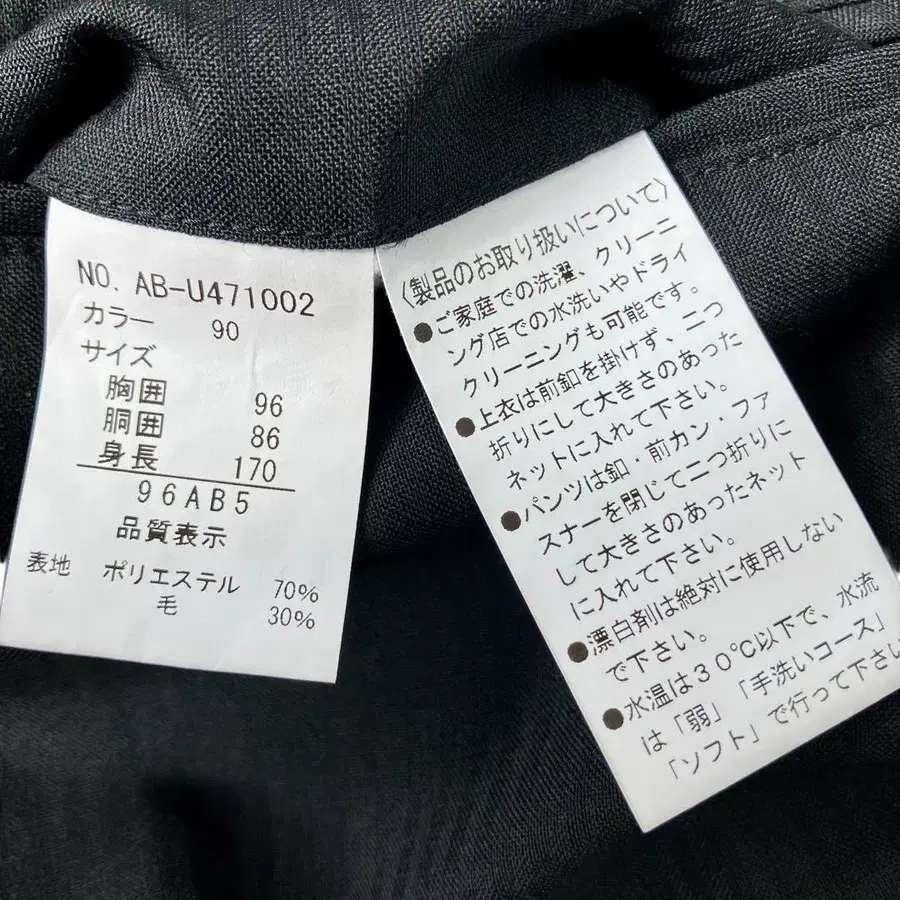 NO. AB-U471002
カラー 90
サイズ
胸囲 96
胴囲 86
身長 170
96AB5
品質表示
表地 ポリエステル 70%
毛 30%
〈製品のお取り扱いについて〉
●ご家庭での洗濯、クリーニ
ング店での水洗いやドライ
クリーニングも可能です。
●上衣は前釦を掛けず、二つ
折りにして大きさのあった
ネットに入れて下さい。
●パンツは釦・前カン・ファ
スナーを閉じて二つ折りに
して大きさのあったネット
に入れて下さい。
●漂白剤は絶対に使用しない
で下さい。
●水温は30℃以下で、水流
は「弱」「手洗いコース」
「ソフト」で行って下さい